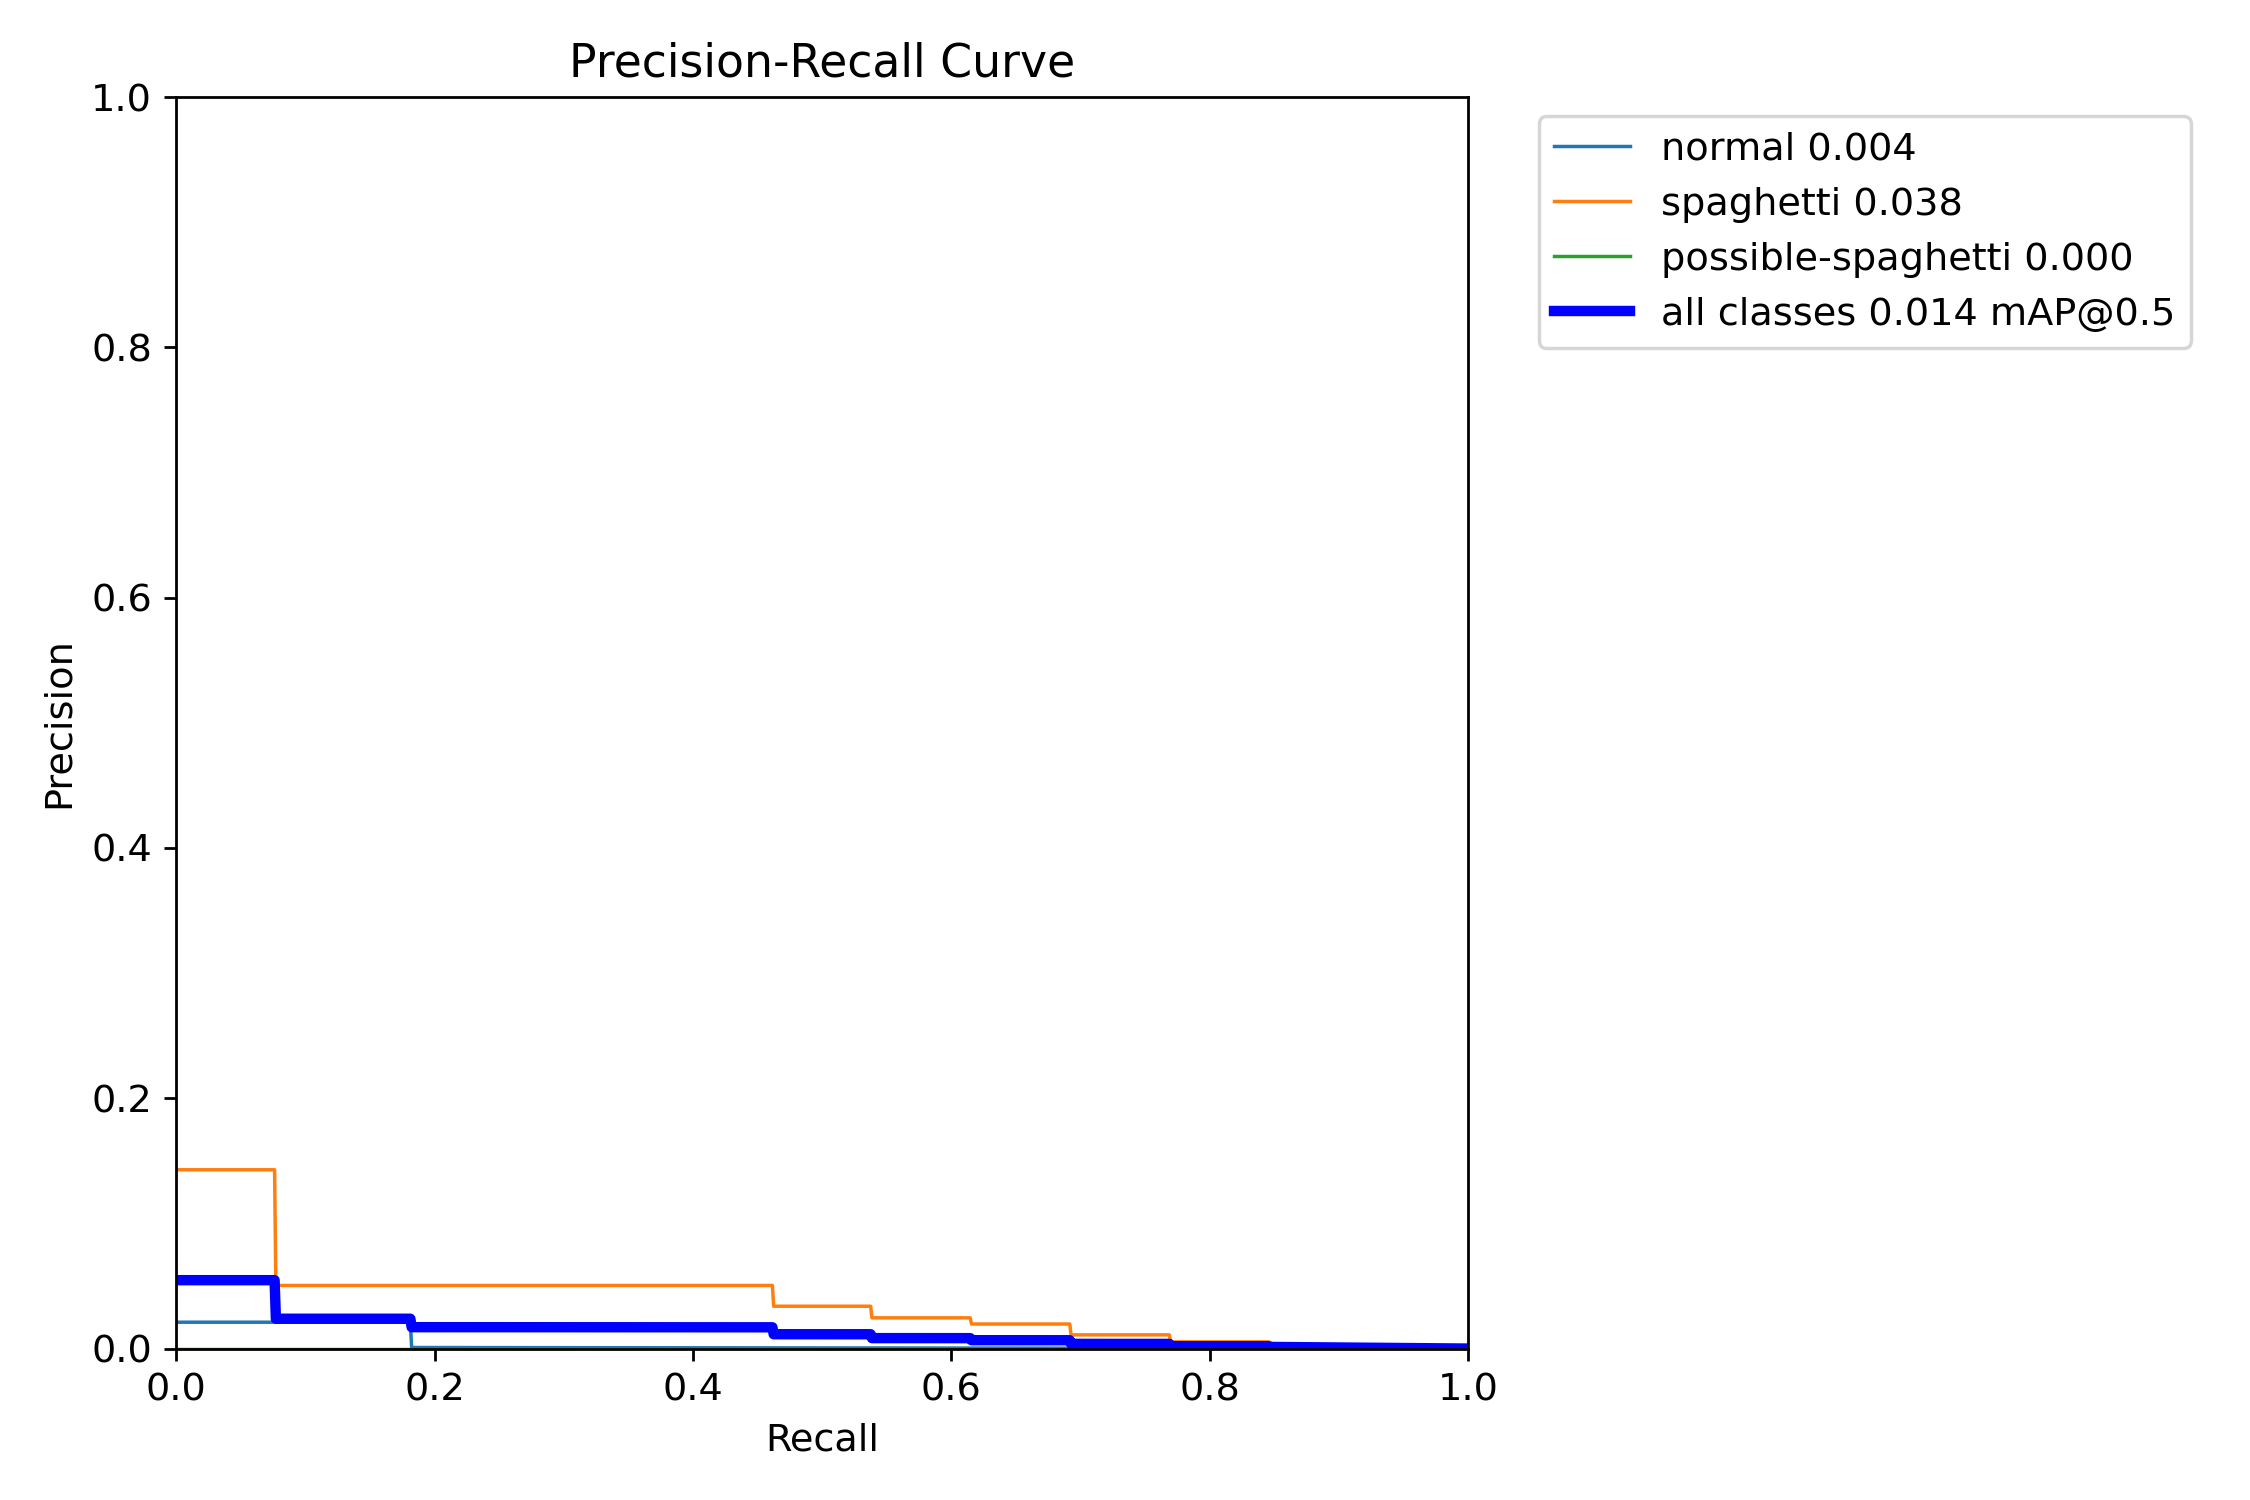 Precision-Recall Curve
1.0
0.8
0.6
0.4
0.2
0.0
Precision
0.0 0.2 0.4 0.6 0.8 1.0
Recall
normal 0.004
spaghetti 0.038
possible-spaghetti 0.000
all classes 0.014 mAP@0.5